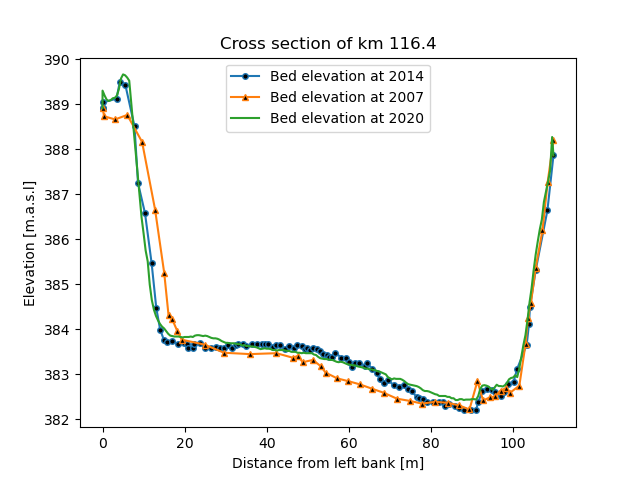 Cross section of km 116.4
Bed elevation at 2014
Bed elevation at 2007
Bed elevation at 2020
Elevation [m.a.s.l]
390
389
388
387
386
385
384
383
382
0 20 40 60 80 100
Distance from left bank [m]